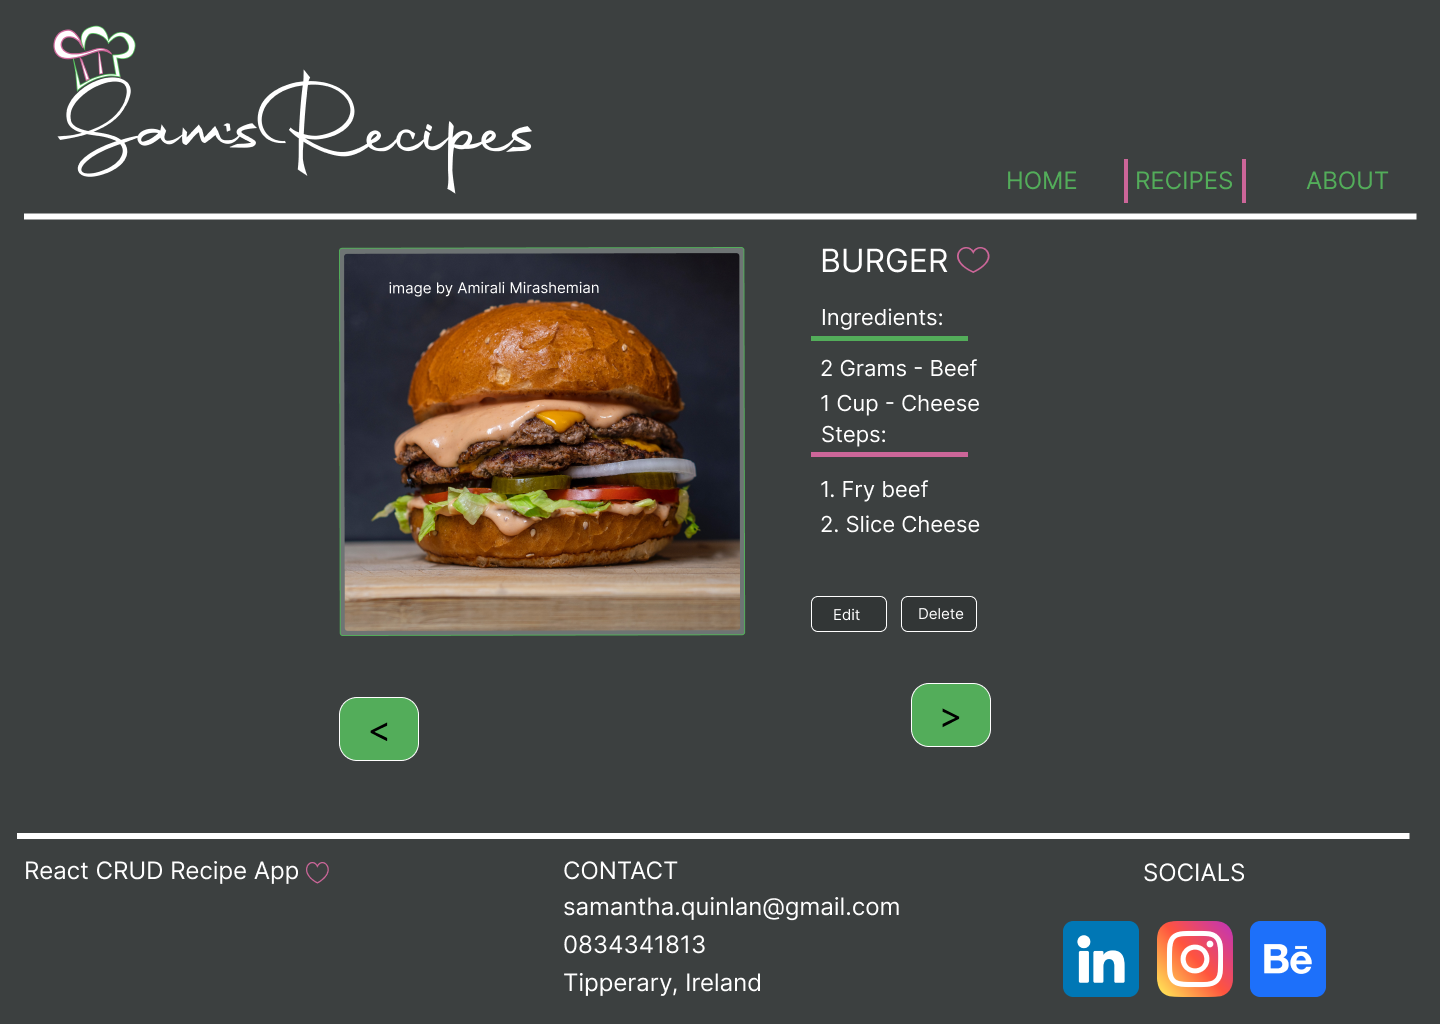 Sam's Recipes
HOME
RECIPES
ABOUT
image by Amirali Mirashemian
BURGER
Ingredients:
2 Grams - Beef
1 Cup - Cheese
Steps:
1. Fry beef
2. Slice Cheese
Edit
Delete
<
>
React CRUD Recipe App
CONTACT
samantha.quinlan@gmail.com
0834341813
Tipperary, Ireland
SOCIALS
in
Bē